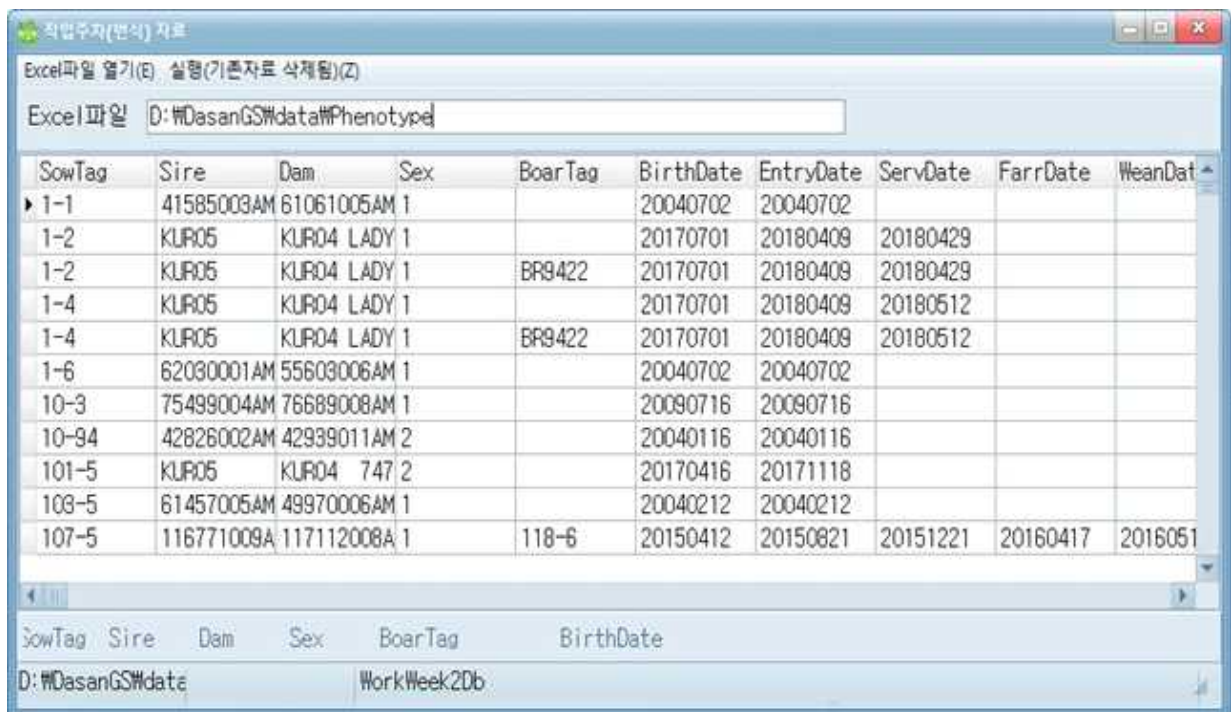 작업주차(번식) 자료
Excel파일 열기(E) 실행(기존자료 삭제됨)(Z)
Excel파일 D:₩DasanGS₩data₩Phenotype
SowTag Sire Dam Sex BoarTag BirthDate EntryDate ServDate FarrDate WeanDat
1-1 41585003AM 61061005AM 1 20040702 20040702
1-2 KUR05 KUR04 LADY 1 20170701 20180409 20180429
1-2 KUR05 KUR04 LADY 1 BR9422 20170701 20180409 20180429
1-4 KUR05 KUR04 LADY 1 20170701 20180409 20180512
1-4 KUR05 KUR04 LADY 1 BR9422 20170701 20180409 20180512
1-6 62030001AM 55603006AM 1 20040702 20040702
10-3 75499004AM 76689008AM 1 20090716 20090716
10-94 42826002AM 42939011AM 2 20040116 20040116
101-5 KUR05 KUR04 747 2 20170416 20171118
103-5 61457005AM 49970006AM 1 20040212 20040212
107-5 116771009A 117112008A 1 118-6 20150412 20150821 20151221 20160417 2016051
SowTag Sire Dam Sex BoarTag BirthDate
D:₩DasanGS₩data WorkWeek2Db